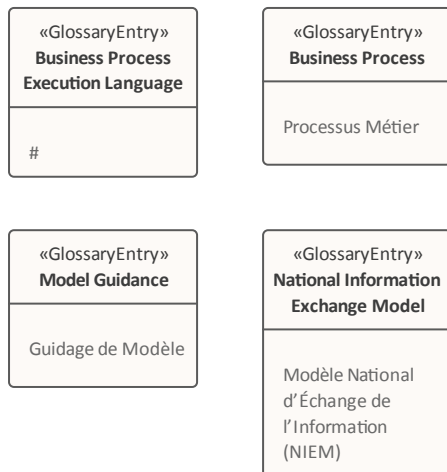 «GlossaryEntry»
Business Process
Execution Language
#
«GlossaryEntry»
Business Process
Processus Métier
«GlossaryEntry»
Model Guidance
Guidage de Modèle
«GlossaryEntry»
National Information
Exchange Model
Modèle National
d’Échange de
l’Information
(NIEM)